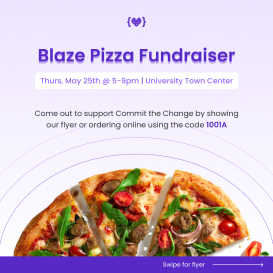 Blaze Pizza Fundraiser
Thurs, May 25th @ 5-9pm | University Town Center
Come out to support Commit the Change by showing
our flyer or ordering online using the code 1001A
Swipe for flyer